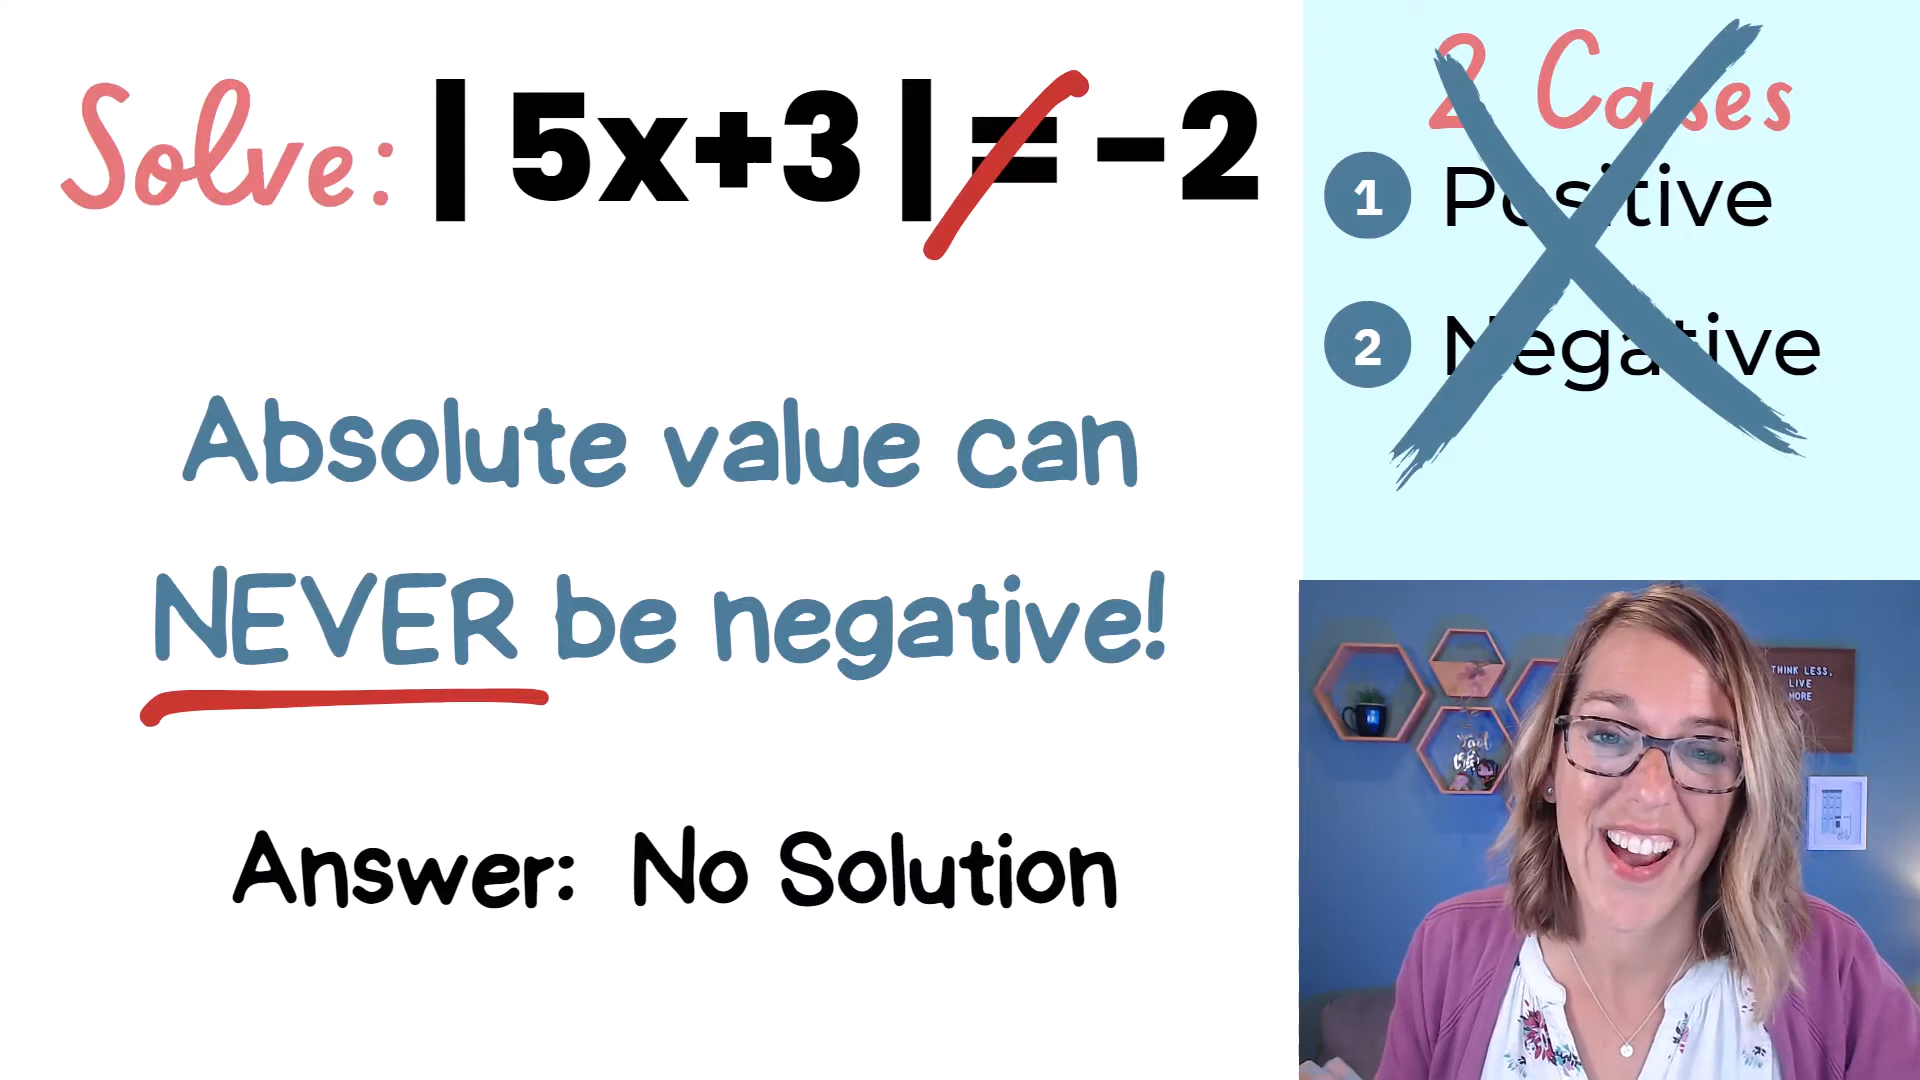 Solve: | 5x+3 | = -2
Absolute value can
NEVER be negative!
Answer: No Solution
2 Cases
1 Positive
2 Negative
THINK LESS,
LIVE
MORE